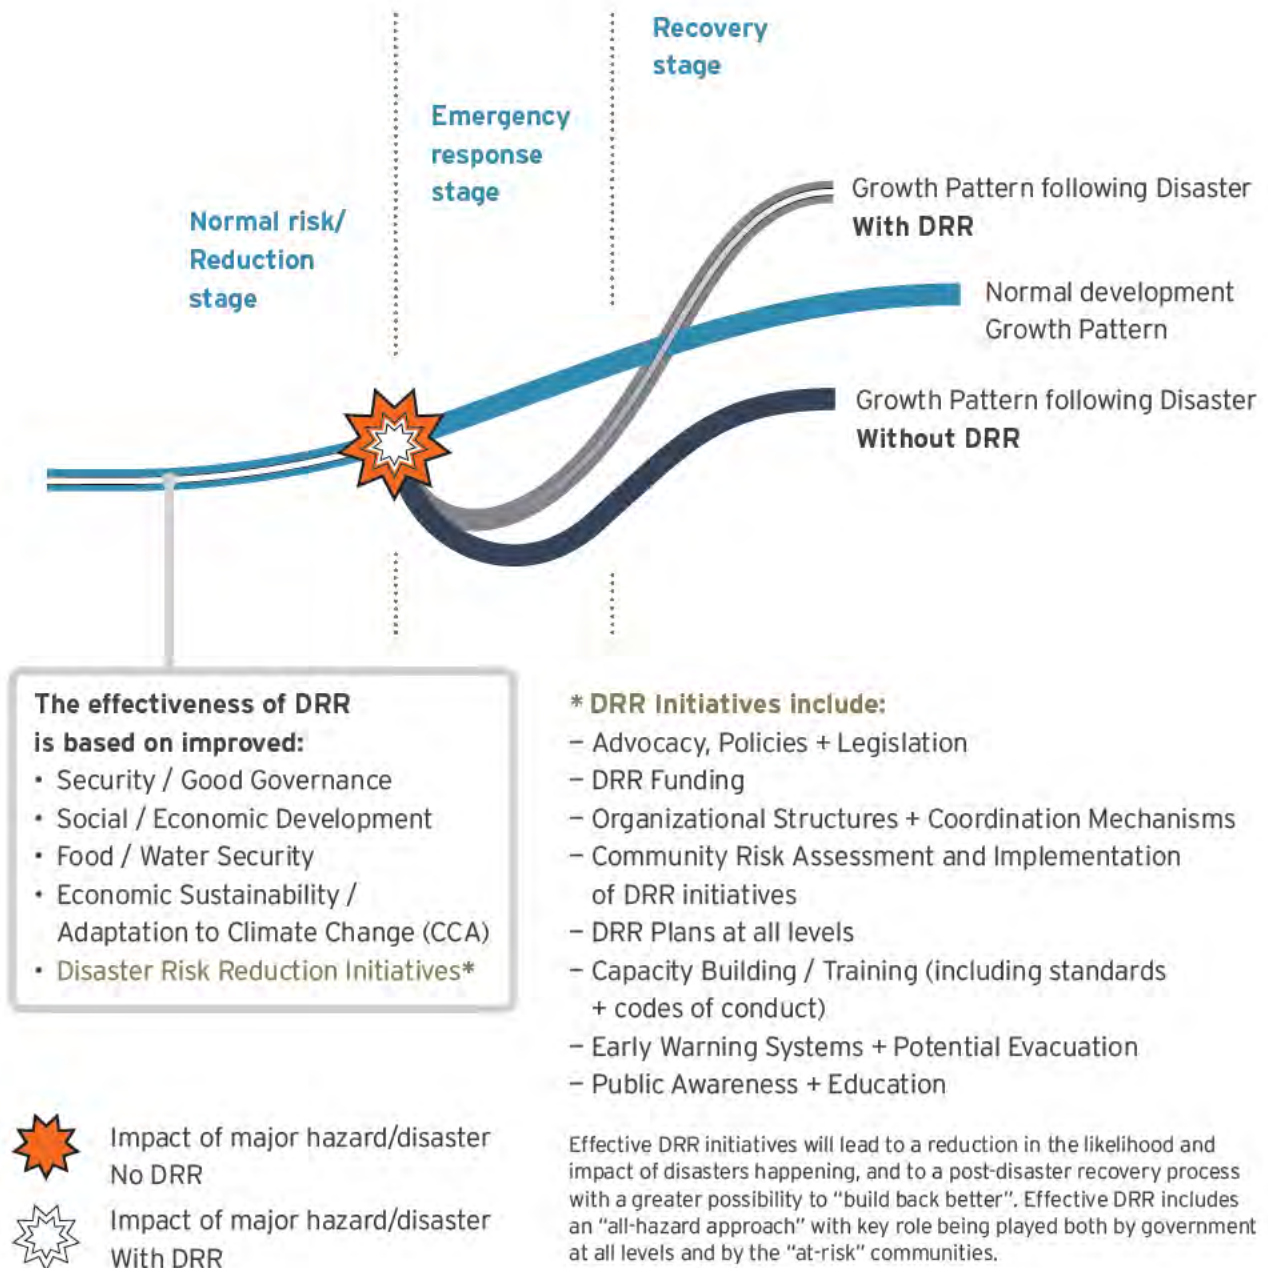 Recovery
stage
Emergency
response
stage
Normal risk/
Reduction
stage
Growth Pattern following Disaster
With DRR
Normal development
Growth Pattern
Growth Pattern following Disaster
Without DRR
The effectiveness of DRR
is based on improved:
• Security / Good Governance
• Social / Economic Development
• Food / Water Security
• Economic Sustainability /
Adaptation to Climate Change (CCA)
• Disaster Risk Reduction Initiatives*
* DRR Initiatives include:
– Advocacy, Policies + Legislation
– DRR Funding
– Organizational Structures + Coordination Mechanisms
– Community Risk Assessment and Implementation
of DRR initiatives
– DRR Plans at all levels
– Capacity Building / Training (including standards
+ codes of conduct)
– Early Warning Systems + Potential Evacuation
– Public Awareness + Education
Impact of major hazard/disaster
No DRR
Impact of major hazard/disaster
With DRR
Effective DRR initiatives will lead to a reduction in the likelihood and
impact of disasters happening, and to a post-disaster recovery process
with a greater possibility to “build back better”. Effective DRR includes
an “all-hazard approach” with key role being played both by government
at all levels and by the “at-risk” communities.